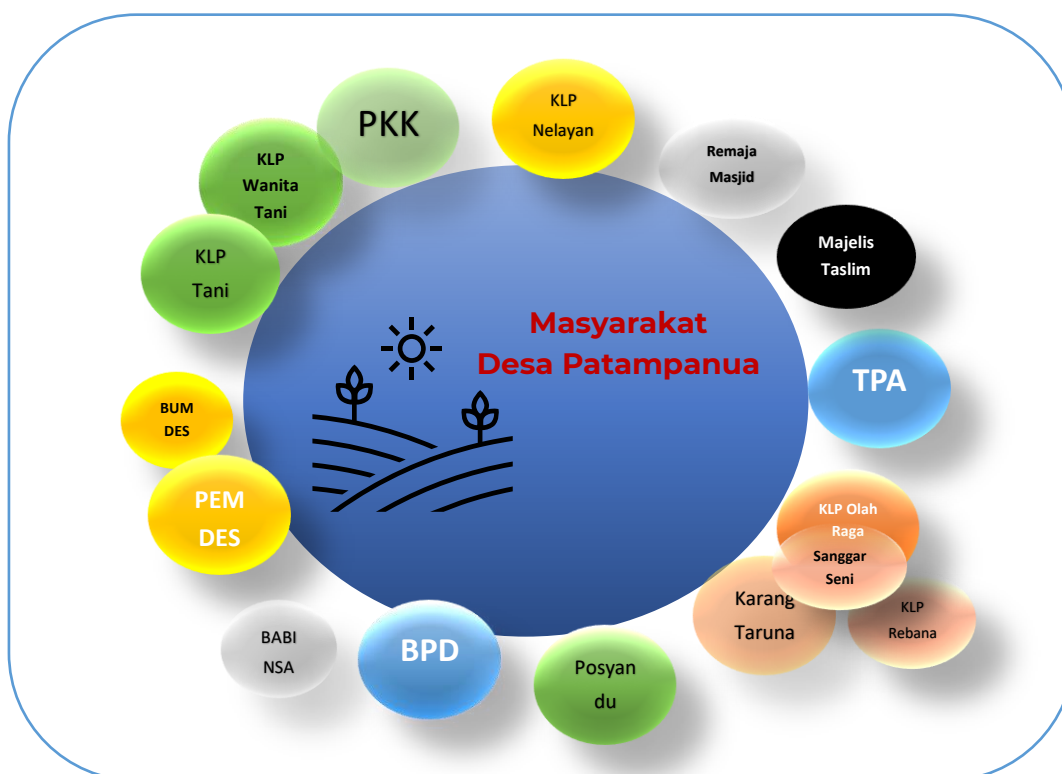 PKK
KLP
Nelayan
Remaja
Masjid
KLP
Wanita
Tani
Majelis
Taslim
KLP
Tani
Masyarakat
Desa Patampanua
TPA
BUM
DES
PEM
DES
KLP Olah
Raga
Sanggar
Seni
Karang
Taruna
KLP
Rebana
BABI
NSA
BPD
Posyan
du